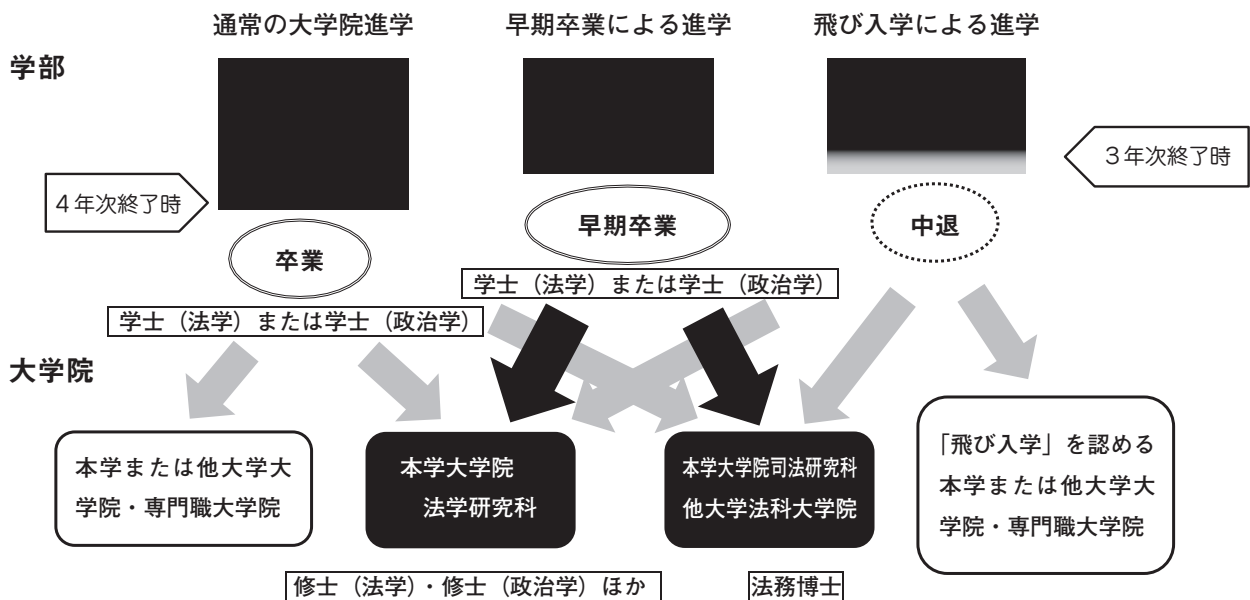 通常の大学院進学
早期卒業による進学
飛び入学による進学
学部
3年次終了時
4年次終了時
早期卒業
中退
卒業
学士（法学）または学士（政治学）
学士（法学）または学士（政治学）
大学院
本学または他大学大
学院・専門職大学院
本学大学院
法学研究科
本学大学院司法研究科
他大学法科大学院
「飛び入学」を認める
本学または他大学大
学院・専門職大学院
修士（法学）・修士（政治学）ほか
法務博士